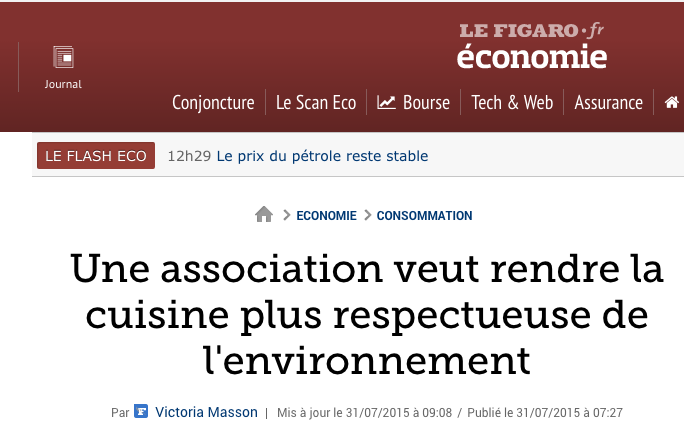 LE FIGARO·fr
économie
Journal
Conjoncture Le Scan Eco Bourse Tech & Web Assurance
LE FLASH ECO 12h29 Le prix du pétrole reste stable
ECONOMIE CONSOMMATION
Une association veut rendre la
cuisine plus respectueuse de
l'environnement
Par F Victoria Masson | Mis à jour le 31/07/2015 à 09:08 / Publié le 31/07/2015 à 07:27